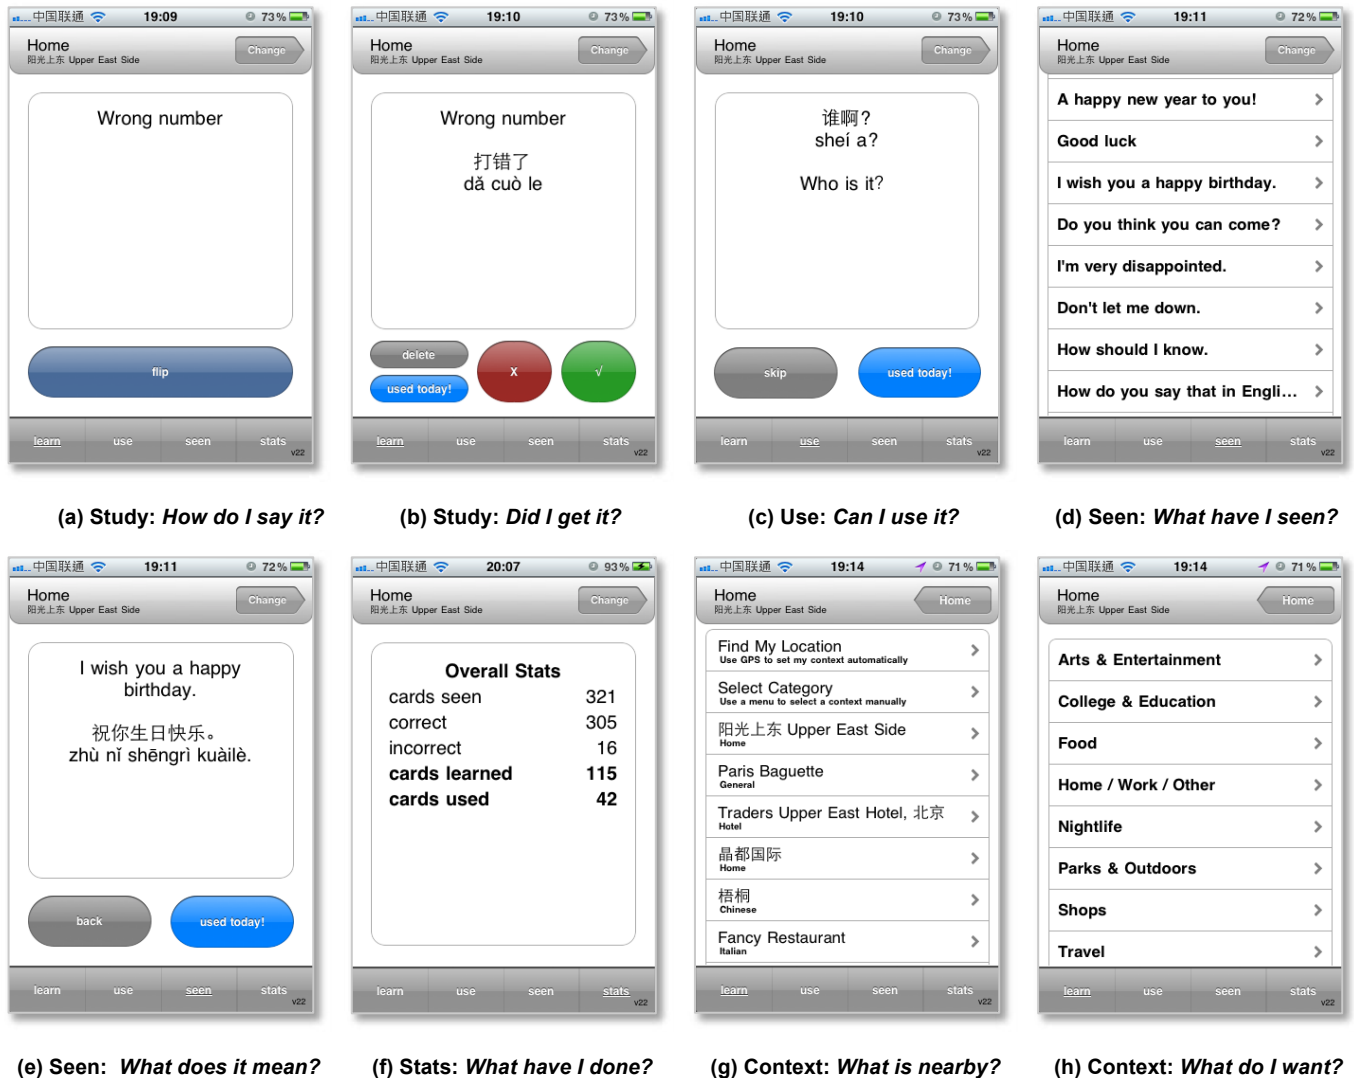 中国联通 19:09 73%
Home
阳光上东 Upper East Side
Change
Wrong number
flip
learn use seen stats
v22
(a) Study: How do I say it?
中国联通 19:10 73%
Home
阳光上东 Upper East Side
Change
Wrong number
打错了
dǎ cuò le
delete
used today!
X
√
learn use seen stats
v22
(b) Study: Did I get it?
中国联通 19:10 73%
Home
阳光上东 Upper East Side
Change
谁啊?
sheí a?
Who is it?
skip
used today!
learn use seen stats
v22
(c) Use: Can I use it?
中国联通 19:11 72%
Home
阳光上东 Upper East Side
Change
A happy new year to you!
Good luck
I wish you a happy birthday.
Do you think you can come?
I'm very disappointed.
Don't let me down.
How should I know.
How do you say that in Engli...
learn use seen stats
v22
(d) Seen: What have I seen?
中国联通 19:11 72%
Home
阳光上东 Upper East Side
Change
I wish you a happy
birthday.
祝你生日快乐。
zhù nǐ shēngrì kuàilè.
back
used today!
learn use seen stats
v22
(e) Seen: What does it mean?
中国联通 20:07 93%
Home
阳光上东 Upper East Side
Change
Overall Stats
cards seen 321
correct 305
incorrect 16
cards learned 115
cards used 42
learn use seen stats
v22
(f) Stats: What have I done?
中国联通 19:14 71%
Home
阳光上东 Upper East Side
Home
Find My Location
Use GPS to set my context automatically
Select Category
Use a menu to select a context manually
阳光上东 Upper East Side
Home
Paris Baguette
General
Traders Upper East Hotel, 北京
Hotel
晶都国际
Home
梧桐
Chinese
Fancy Restaurant
Italian
learn use seen stats
v22
(g) Context: What is nearby?
中国联通 19:14 71%
Home
阳光上东 Upper East Side
Home
Arts & Entertainment
College & Education
Food
Home / Work / Other
Nightlife
Parks & Outdoors
Shops
Travel
learn use seen stats
v22
(h) Context: What do I want?